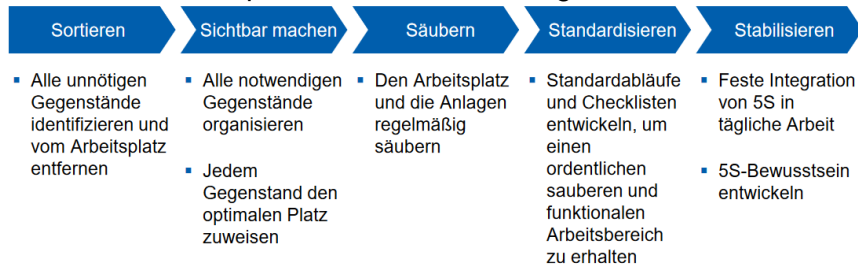 Sortieren
Sichtbar machen
Säubern
Standardisieren
Stabilisieren
▪ Alle unnötigen
Gegenstände
identifizieren und
vom Arbeitsplatz
entfernen
▪ Alle notwendigen
Gegenstände
organisieren
▪ Jedem
Gegenstand den
optimalen Platz
zuweisen
▪ Den Arbeitsplatz
und die Anlagen
regelmäßig
säubern
▪ Standardabläufe
und Checklisten
entwickeln, um
einen
ordentlichen
sauberen und
funktionalen
Arbeitsbereich
zu erhalten
▪ Feste Integration
von 5S in
tägliche Arbeit
▪ 5S-Bewusstsein
entwickeln